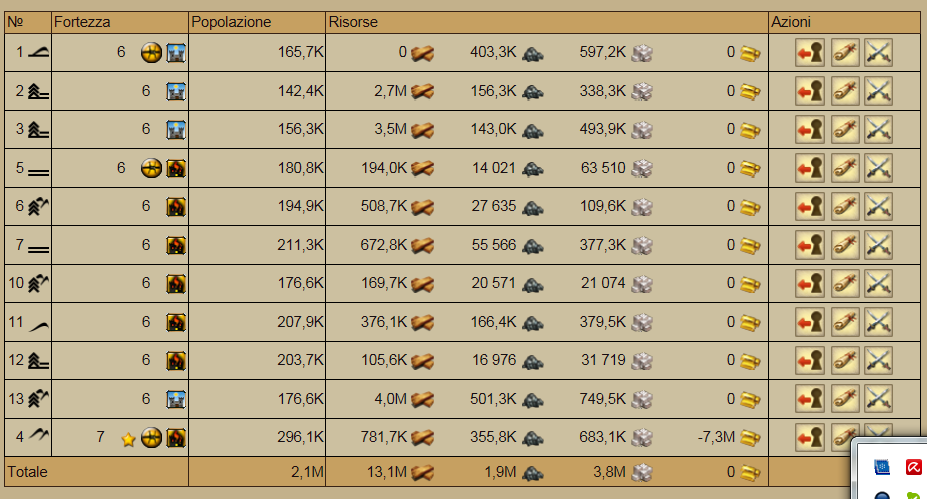 № Fortezza Popolazione Risorse Azioni
1 6 165,7K 0 403,3K 597,2K 0
2 6 142,4K 2,7M 156,3K 338,3K 0
3 6 156,3K 3,5M 143,0K 493,9K 0
5 6 180,8K 194,0K 14 021 63 510 0
6 6 194,9K 508,7K 27 635 109,6K 0
7 6 211,3K 672,8K 55 566 377,3K 0
10 6 176,6K 169,7K 20 571 21 074 0
11 6 207,9K 376,1K 166,4K 379,5K 0
12 6 203,7K 105,6K 16 976 31 719 0
13 6 176,6K 4,0M 501,3K 749,5K 0
4 7 296,1K 781,7K 355,8K 683,1K -7,3M
Totale 2,1M 13,1M 1,9M 3,8M 0